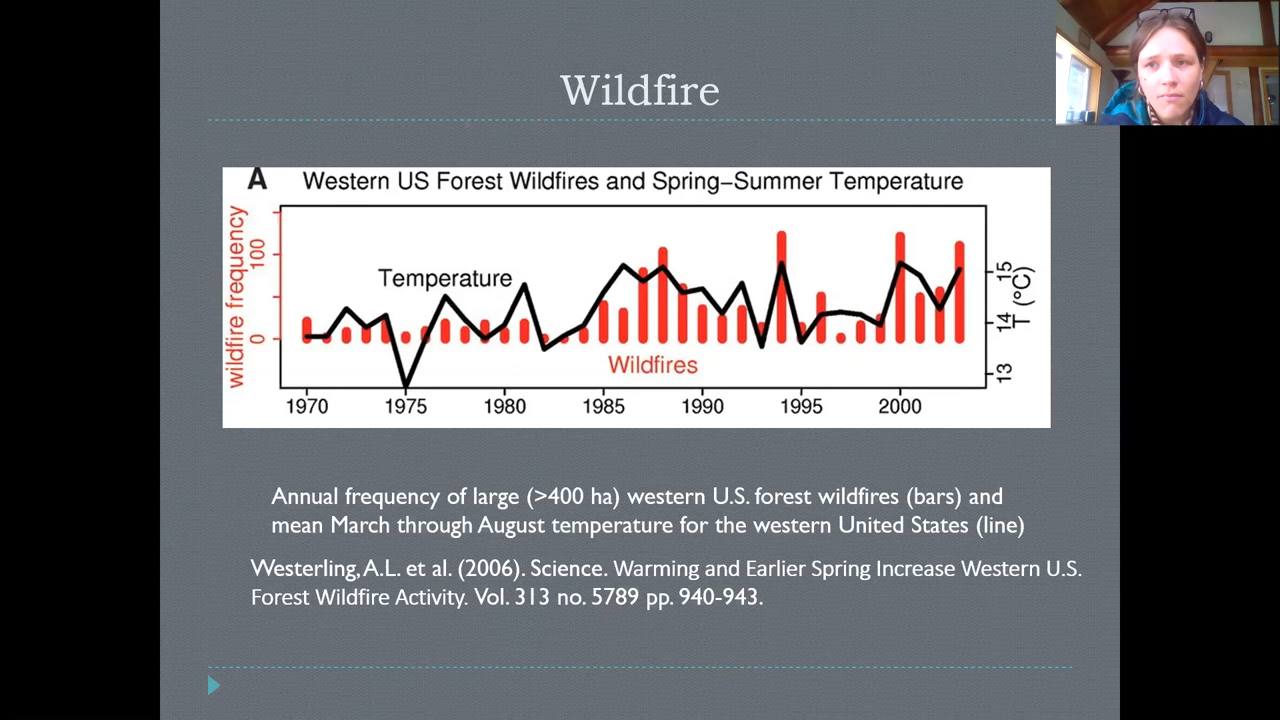 Wildfire
A
Western US Forest Wildfires and Spring–Summer Temperature
wildfire frequency
100
0
Temperature
Wildfires
15
14
13
T (°C)
1970 1975 1980 1985 1990 1995 2000
Annual frequency of large (>400 ha) western U.S. forest wildfires (bars) and
mean March through August temperature for the western United States (line)
Westerling, A.L. et al. (2006). Science. Warming and Earlier Spring Increase Western U.S.
Forest Wildfire Activity. Vol. 313 no. 5789 pp. 940-943.